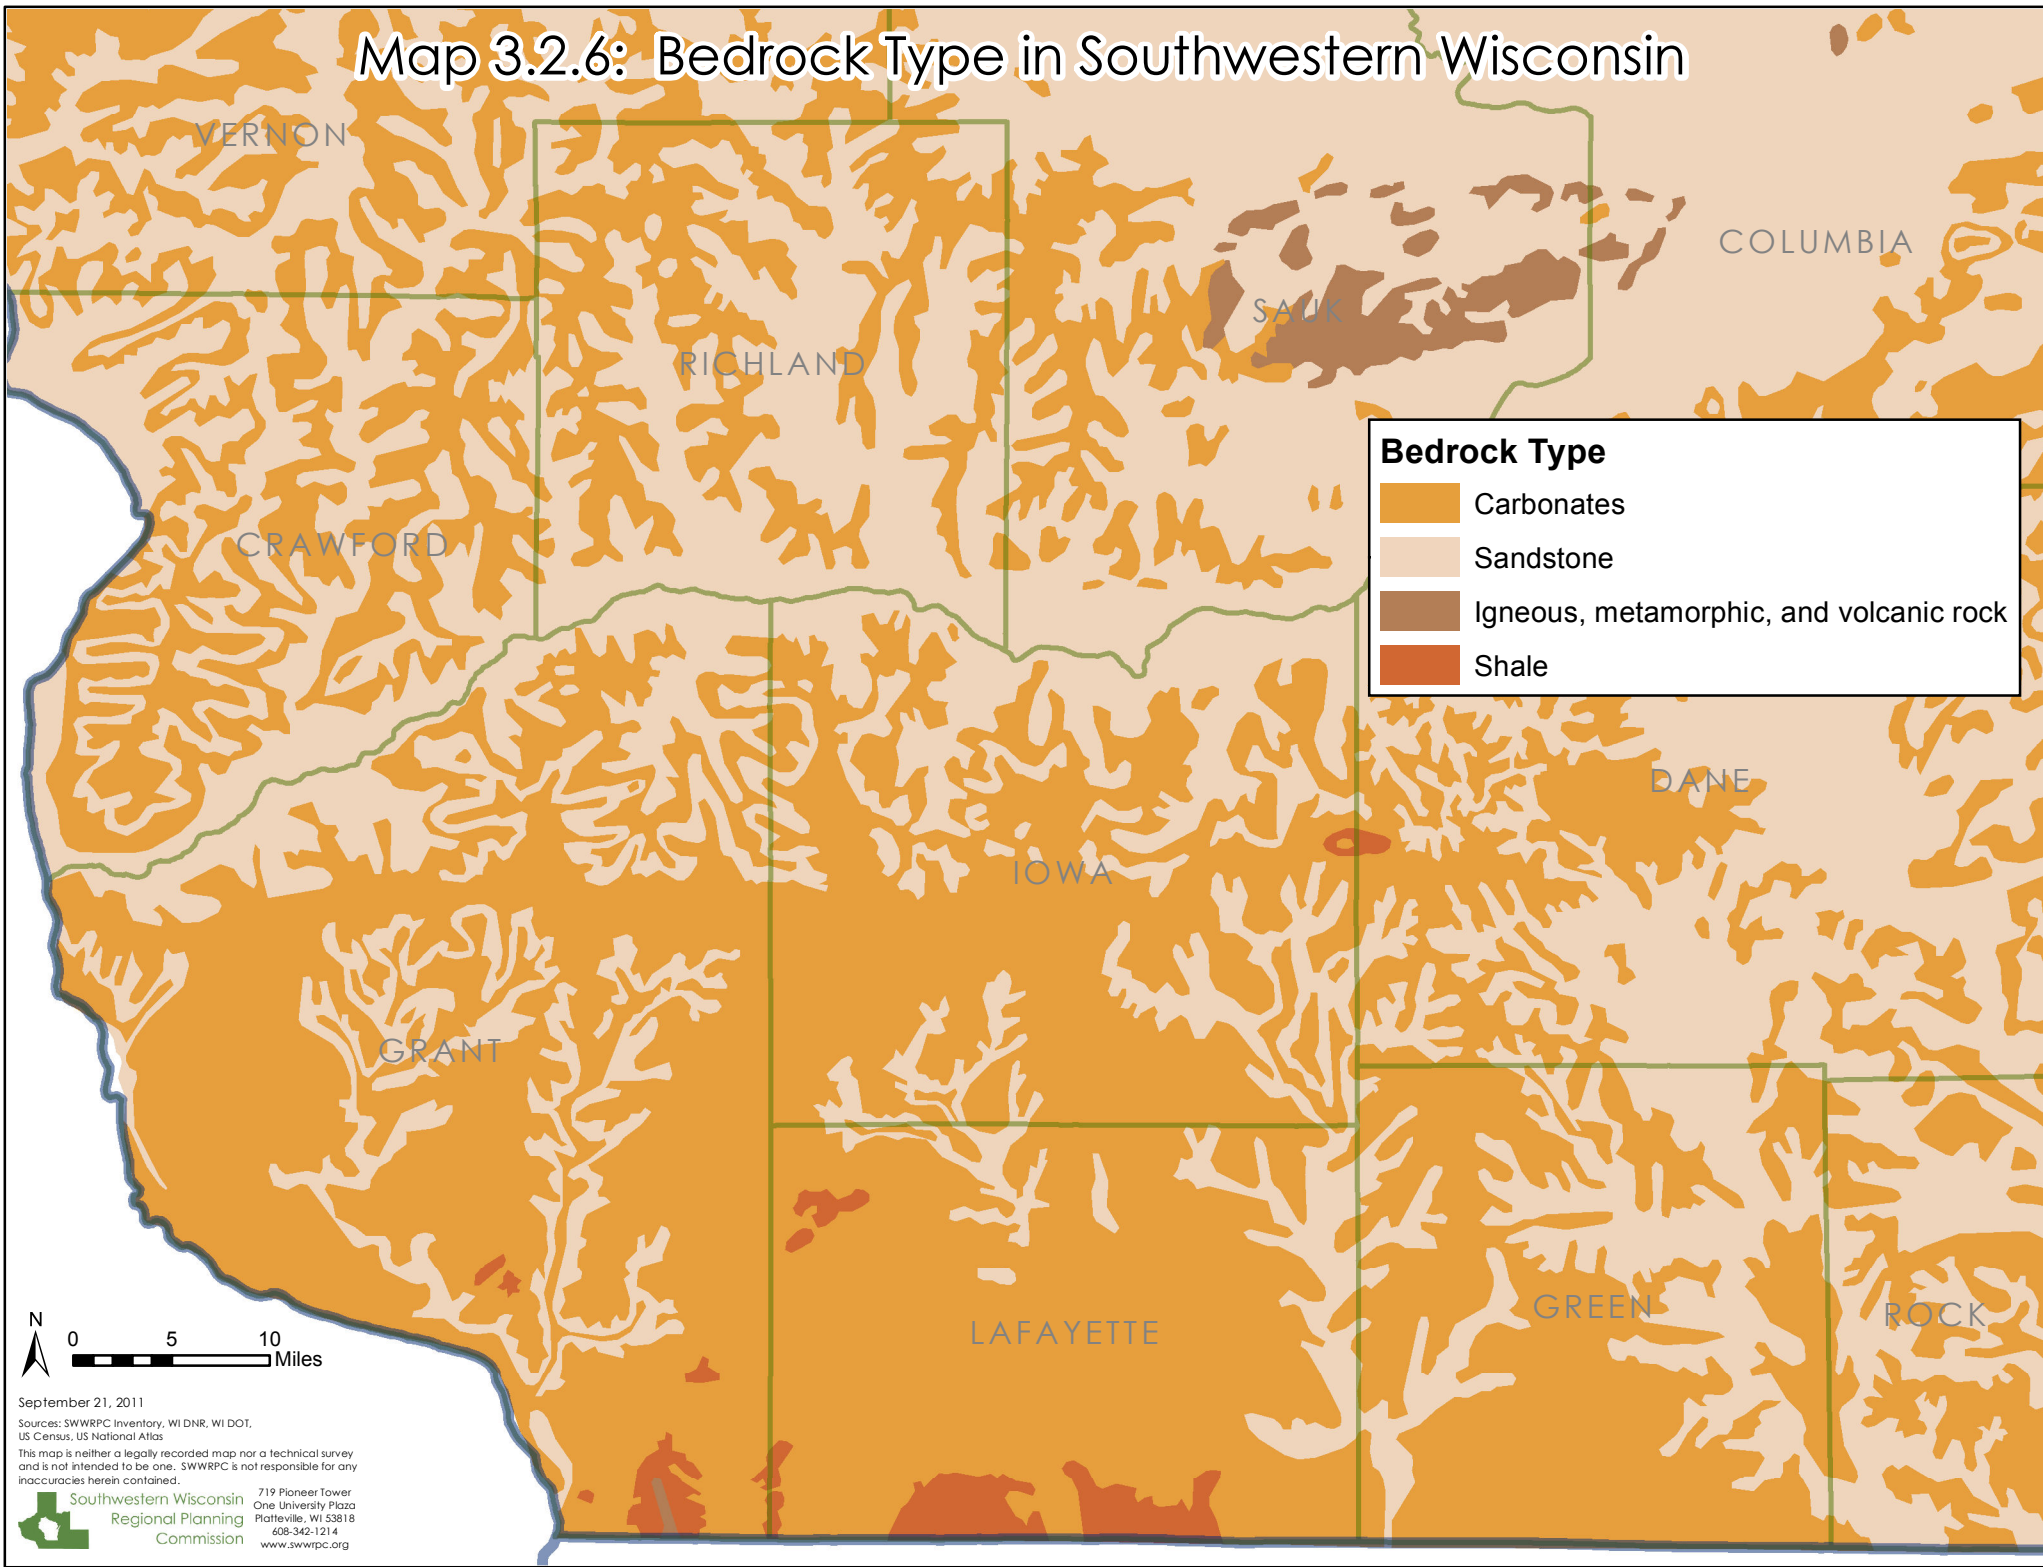 Map 3.2.6: Bedrock Type in Southwestern Wisconsin
VERNON
COLUMBIA
SAUK
RICHLAND
Bedrock Type
Carbonates
Sandstone
Igneous, metamorphic, and volcanic rock
Shale
CRAWFORD
DANE
IOWA
GRANT
GREEN
ROCK
LAFAYETTE
N
0 5 10
Miles
September 21, 2011
Sources: SWWRPC Inventory, WI DNR, WI DOT,
US Census, US National Atlas
This map is neither a legally recorded map nor a technical survey
and is not intended to be one. SWWRPC is not responsible for any
inaccuracies herein contained.
Southwestern Wisconsin
Regional Planning
Commission
719 Pioneer Tower
One University Plaza
Platteville, WI 53818
608-342-1214
www.swwrpc.org